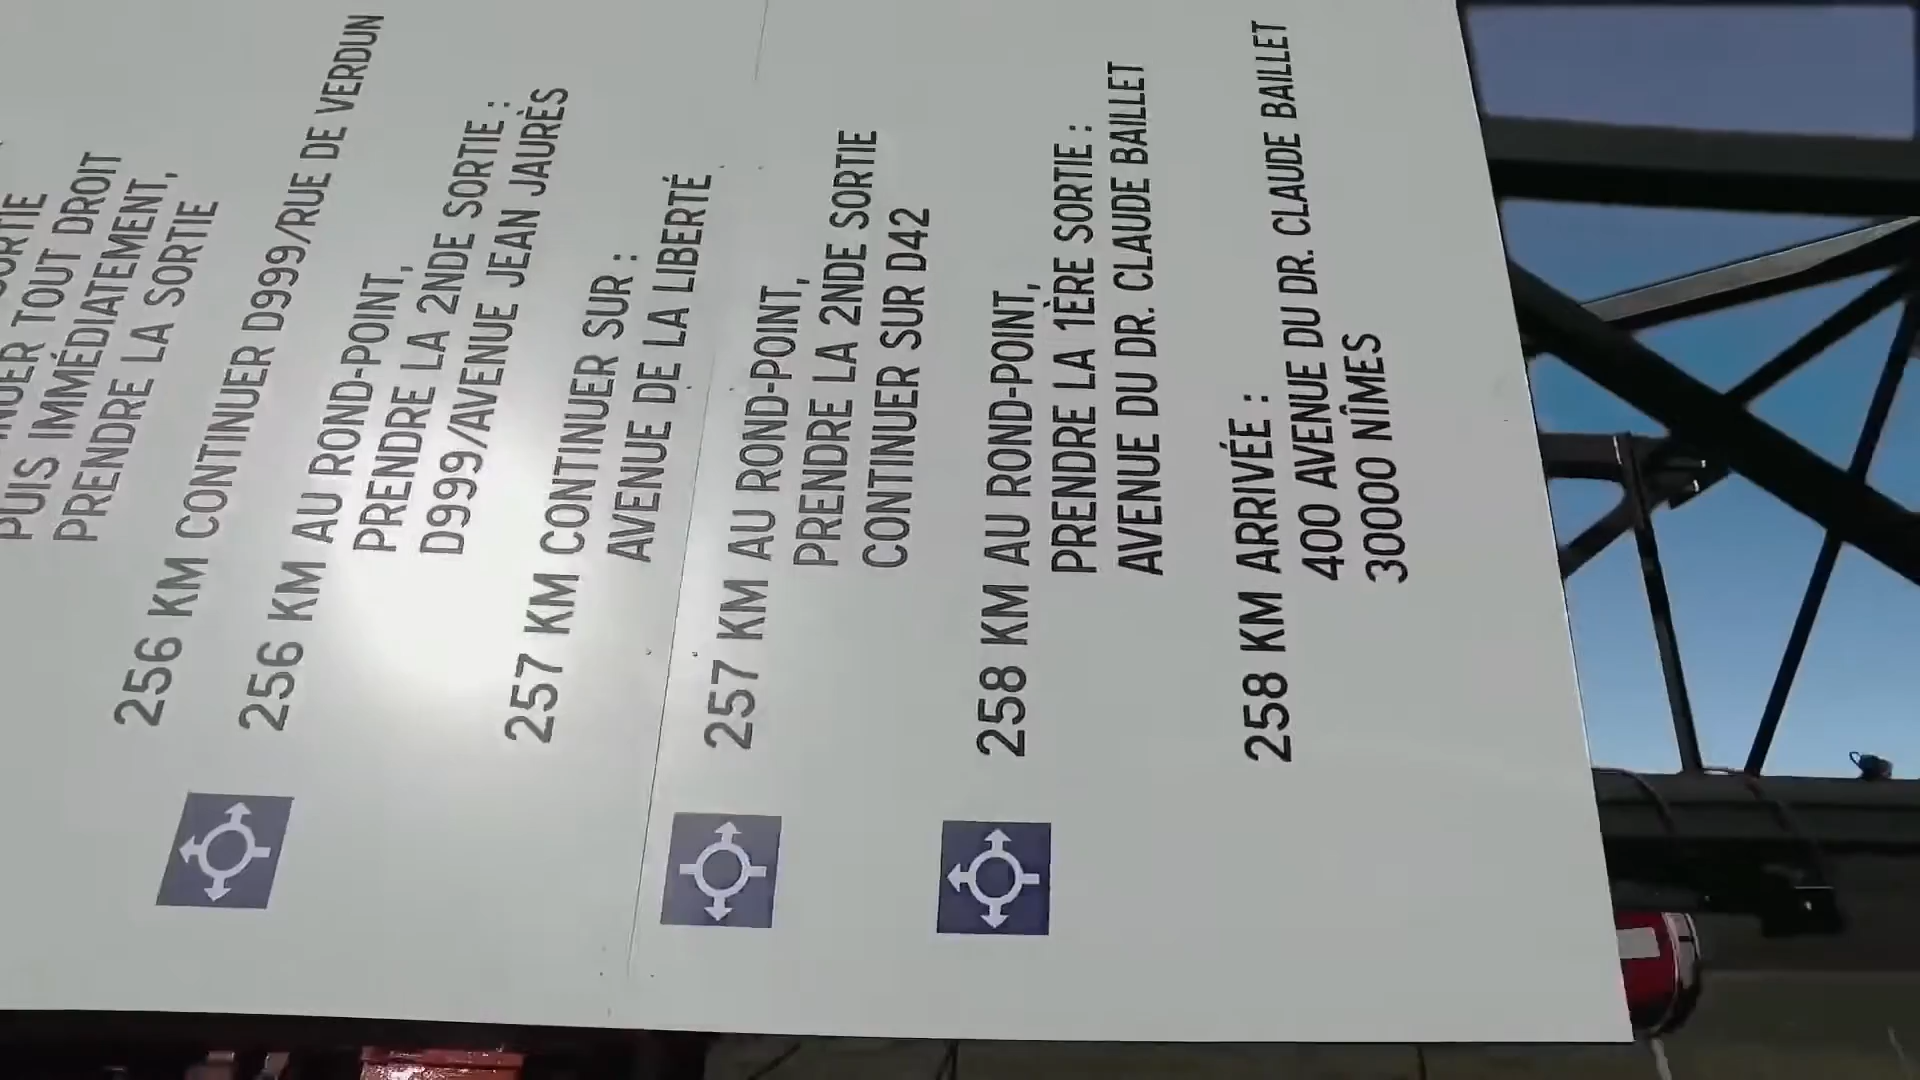 TOUT DROIT
PUIS IMMÉDIATEMENT,
PRENDRE LA SORTIE
256 KM CONTINUER D999/RUE DE VERDUN
256 KM AU ROND-POINT,
PRENDRE LA 2NDE SORTIE :
D999/AVENUE JEAN JAURÈS
257 KM CONTINUER SUR :
AVENUE DE LA LIBERTÉ
257 KM AU ROND-POINT,
PRENDRE LA 2NDE SORTIE
CONTINUER SUR D42
258 KM AU ROND-POINT,
PRENDRE LA 1ÈRE SORTIE :
AVENUE DU DR. CLAUDE BAILLET
258 KM ARRIVÉE :
400 AVENUE DU DR. CLAUDE BAILLET
30000 NÎMES